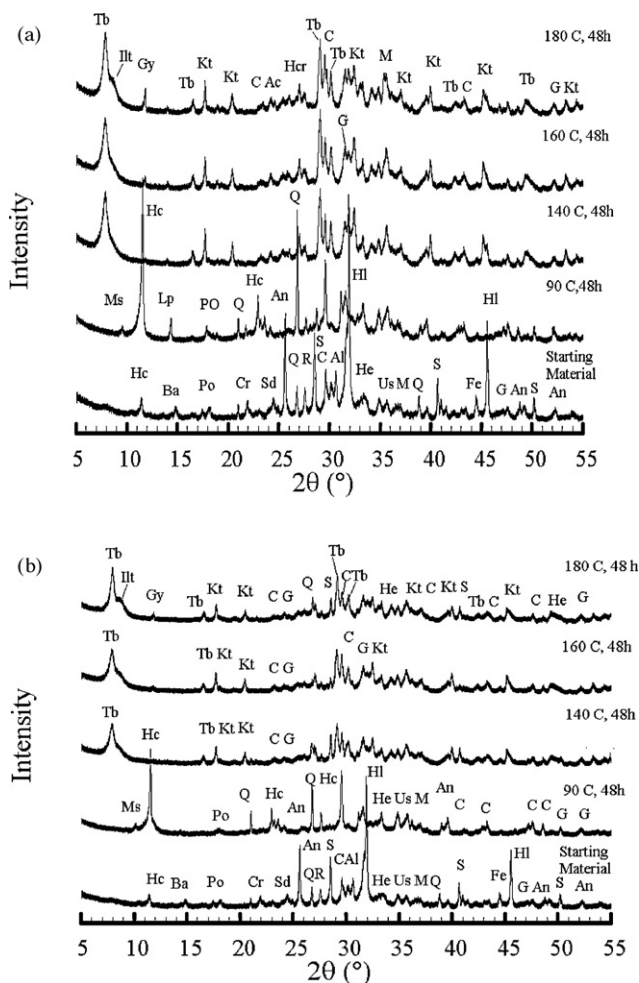 (a)
Tb
Ilt
Gy
Tb
Kt
Kt
C
Ac
Hcr
Tb
C
Tb
Kt
M
Kt
Kt
Tb
C
Kt
Tb
G
Kt
180 C, 48h
G
160 C, 48h
Q
140 C, 48h
Hc
Ms
Lp
PO
Q
Hc
An
Hl
Hl
90 C,48h
Hc
Ba
Po
Cr
Sd
Q
R
S
C
Al
He
Us
M
Q
S
Fe
G
An
S
Starting
Material
An
Intensity
5 10 15 20 25 30 35 40 45 50 55
2θ (°)
(b)
Tb
Ilt
Gy
Tb
Kt
Kt
C
G
Q
S
Tb
C
Tb
He
Kt
C
Kt
S
Tb
C
Kt
C
He
G
180 C, 48 h
Tb
Tb
Kt
Kt
C
G
C
G
Kt
160 C, 48h
Tb
Tb
Kt
Kt
C
G
140 C, 48h
Ms
Hc
Po
Q
Hc
An
Q
Hc
Hl
He
Us
M
An
C
C
C
C
G
G
90 C, 48h
Hc
Ba
Po
Cr
Sd
An
Q
R
S
C
Al
He
Us
M
Q
S
Fe
Hl
G
An
S
Starting
Material
An
Intensity
5 10 15 20 25 30 35 40 45 50 55
2θ (°)